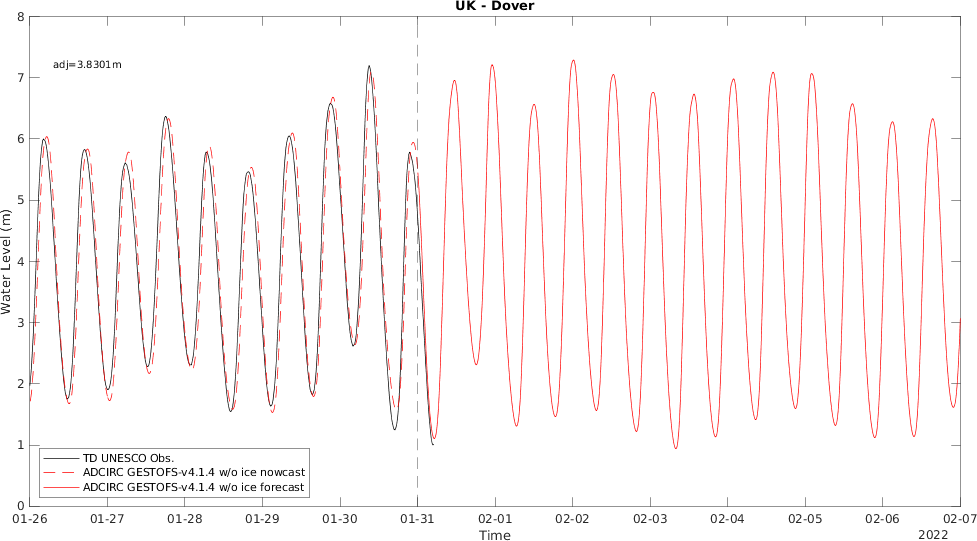 UK - Dover
adj=3.8301m
8
7
6
5
4
3
2
1
0
Water Level (m)
TD UNESCO Obs.
ADCIRC GESTOFS-v4.1.4 w/o ice nowcast
ADCIRC GESTOFS-v4.1.4 w/o ice forecast
01-26 01-27 01-28 01-29 01-30 01-31 02-01 02-02 02-03 02-04 02-05 02-06 02-07
Time
2022